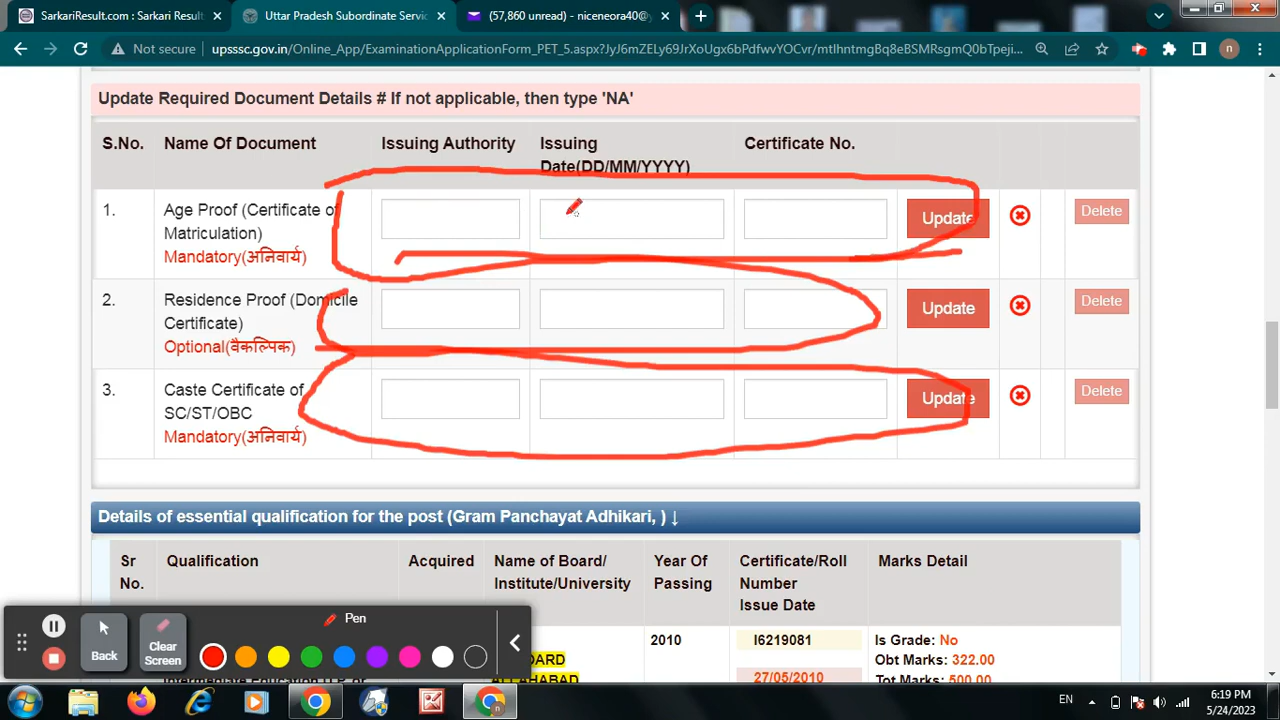 SarkariResult.com : Sarkari Result
Uttar Pradesh Subordinate Servic
(57,860 unread) - niceneora40@
Not secure
upsssc.gov.in/Online_App/ExaminationApplicationForm_PET_5.aspx?JyJ6mZELy69JrXoUgx6bPdfwvYOCvr/mtlhntmgBq8eBSMRsgmQ0bTpeji...
n
Update Required Document Details # If not applicable, then type 'NA'
S.No. Name Of Document Issuing Authority Issuing Date(DD/MM/YYYY) Certificate No.
1. Age Proof (Certificate of
Matriculation)
Mandatory(अनिवार्य)
Update
Delete
2. Residence Proof (Domicile
Certificate)
Optional(वैकल्पिक)
Update
Delete
3. Caste Certificate of
SC/ST/OBC
Mandatory(अनिवार्य)
Update
Delete
Details of essential qualification for the post (Gram Panchayat Adhikari, ) ↓
Sr No. Qualification Acquired Name of Board/ Institute/University Year Of Passing Certificate/Roll Number Issue Date Marks Detail
2010
I6219081
27/05/2010
Is Grade: No
Obt Marks: 322.00
Tot Marks: 500.00
ALLAHABAD
Pen
Back
Clear
Screen
EN
6:19 PM
5/24/2023